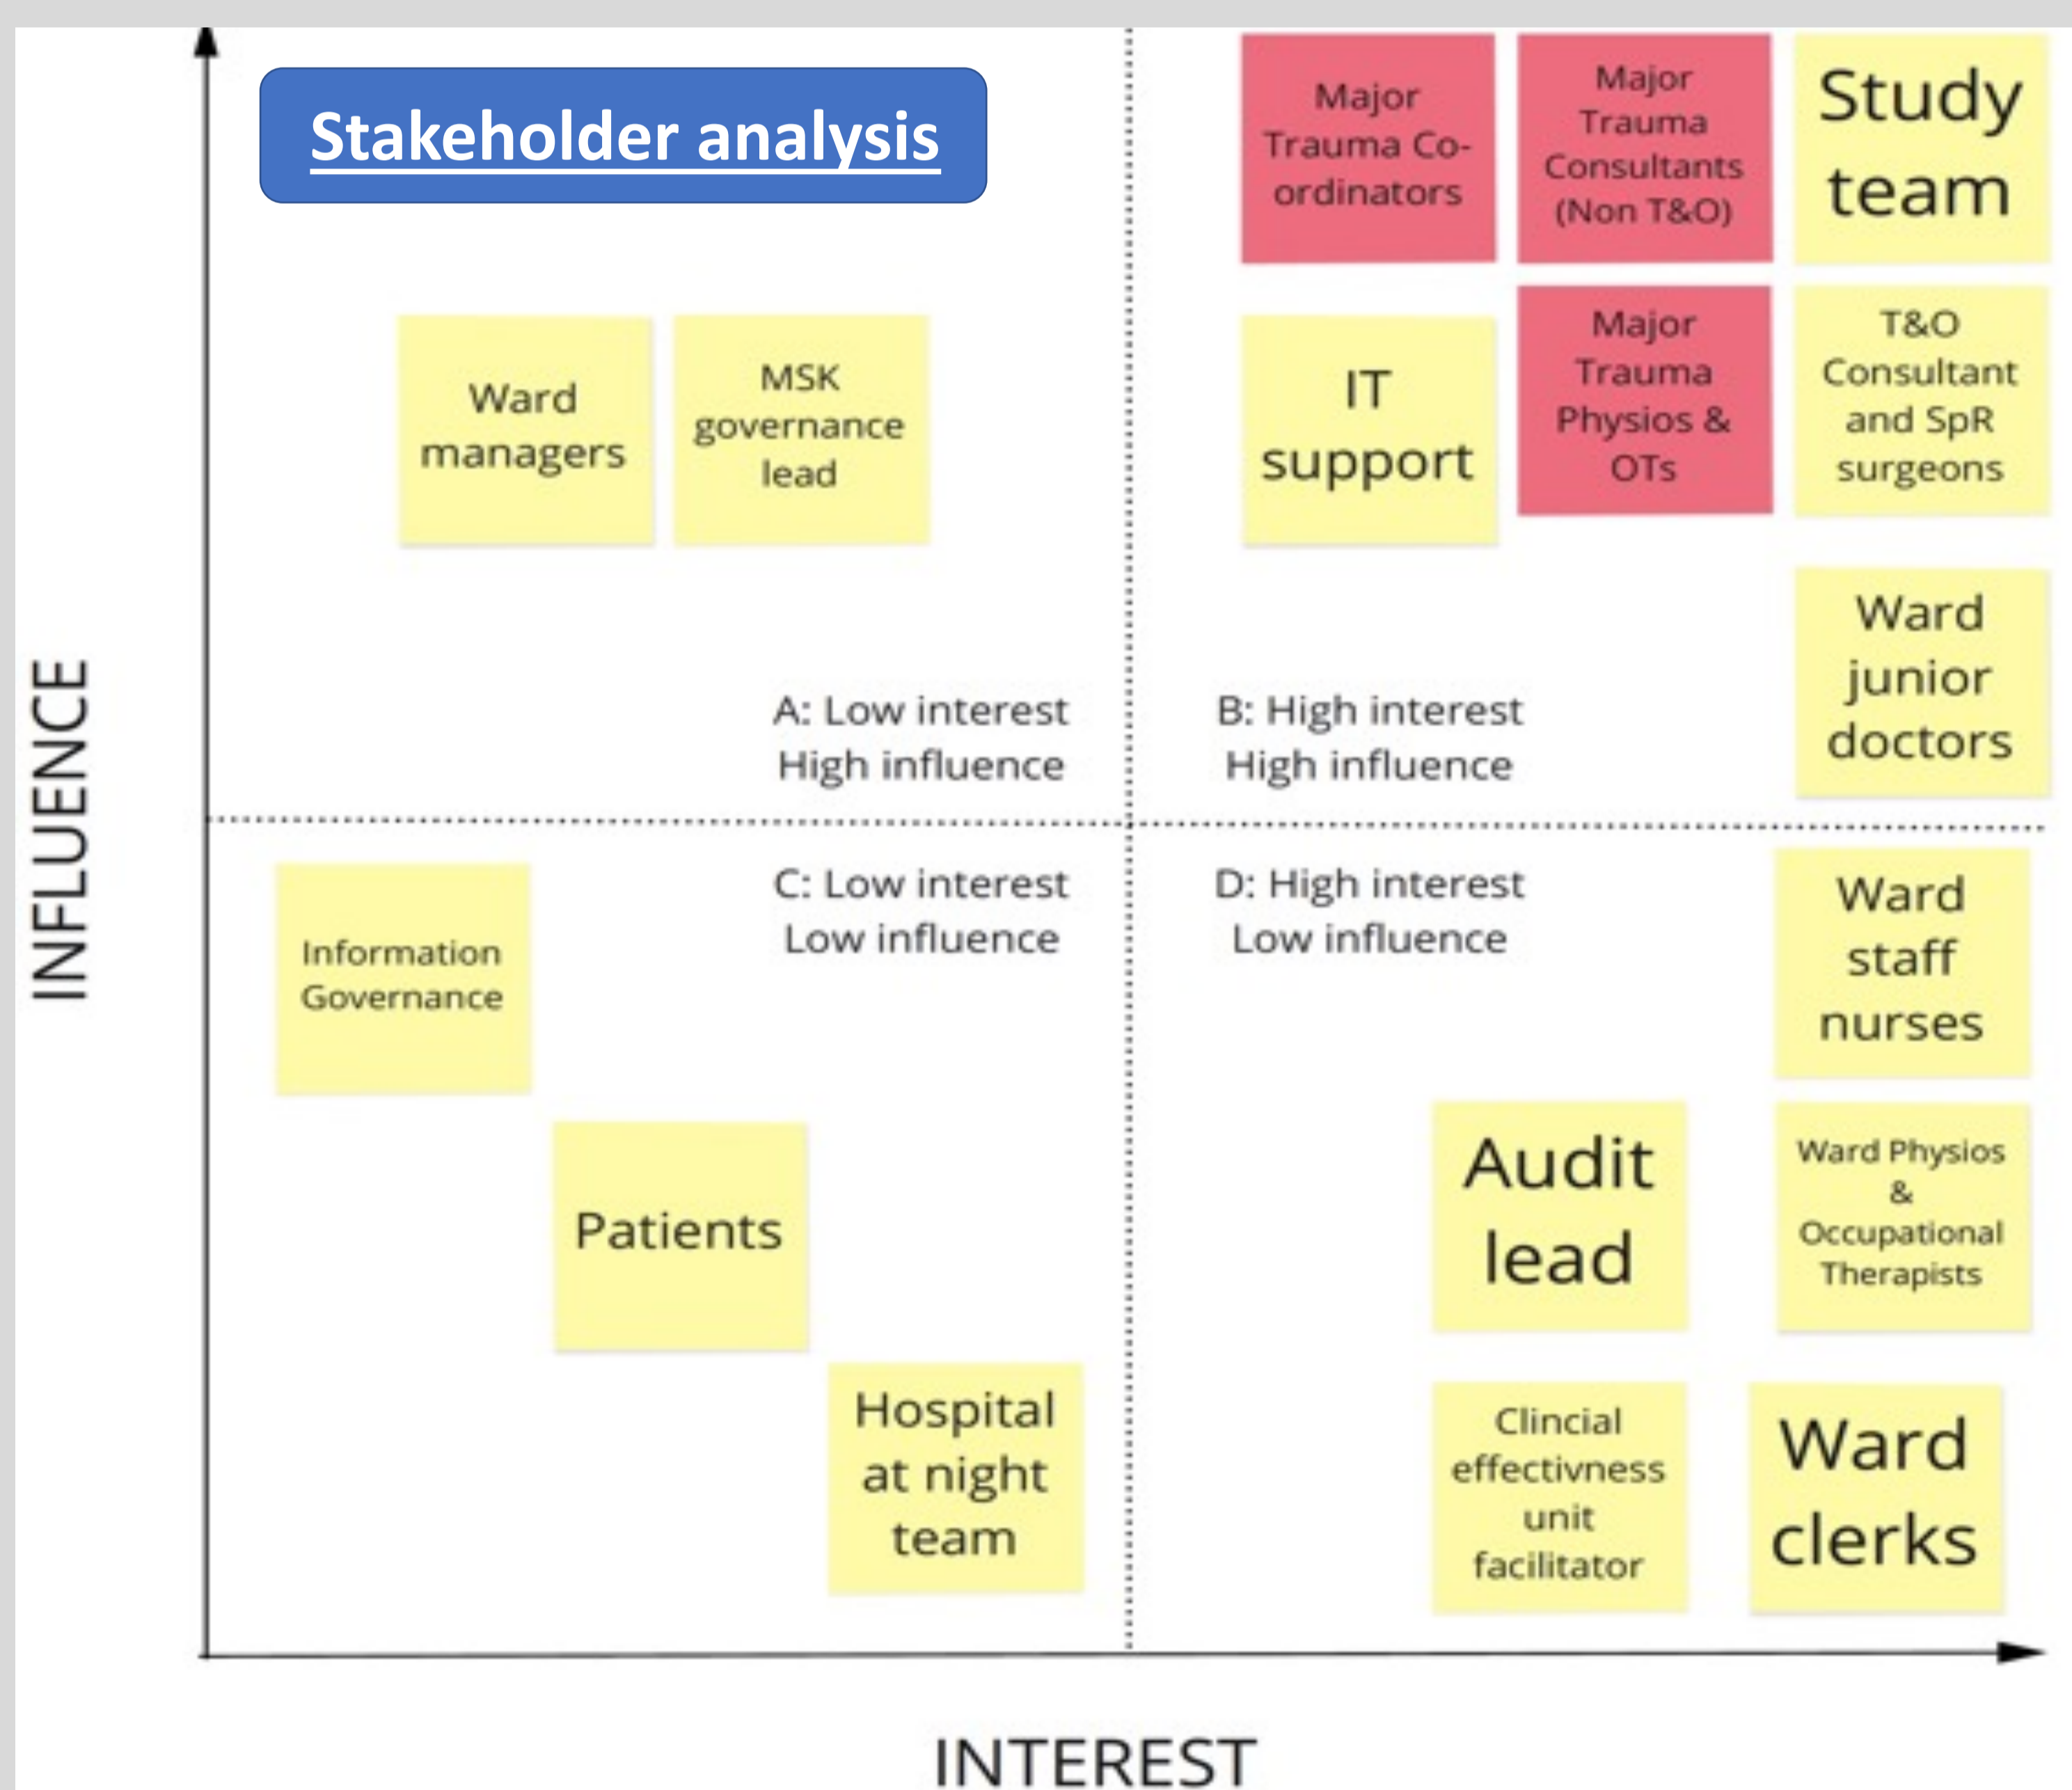 Stakeholder analysis
Major
Trauma Co-
ordinators
Major
Trauma
Consultants
(Non T&O)
Study
team
Ward
managers
MSK
governance
lead
IT
support
Major
Trauma
Physios &
OTs
T&O
Consultant
and SpR
surgeons
Ward
junior
doctors
A: Low interest
High influence
B: High interest
High influence
INFLUENCE
C: Low interest
Low influence
D: High interest
Low influence
Information
Governance
Ward
staff
nurses
Patients
Audit
lead
Ward Physios
&
Occupational
Therapists
Hospital
at night
team
Clincial
effectivness
unit
facilitator
Ward
clerks
INTEREST